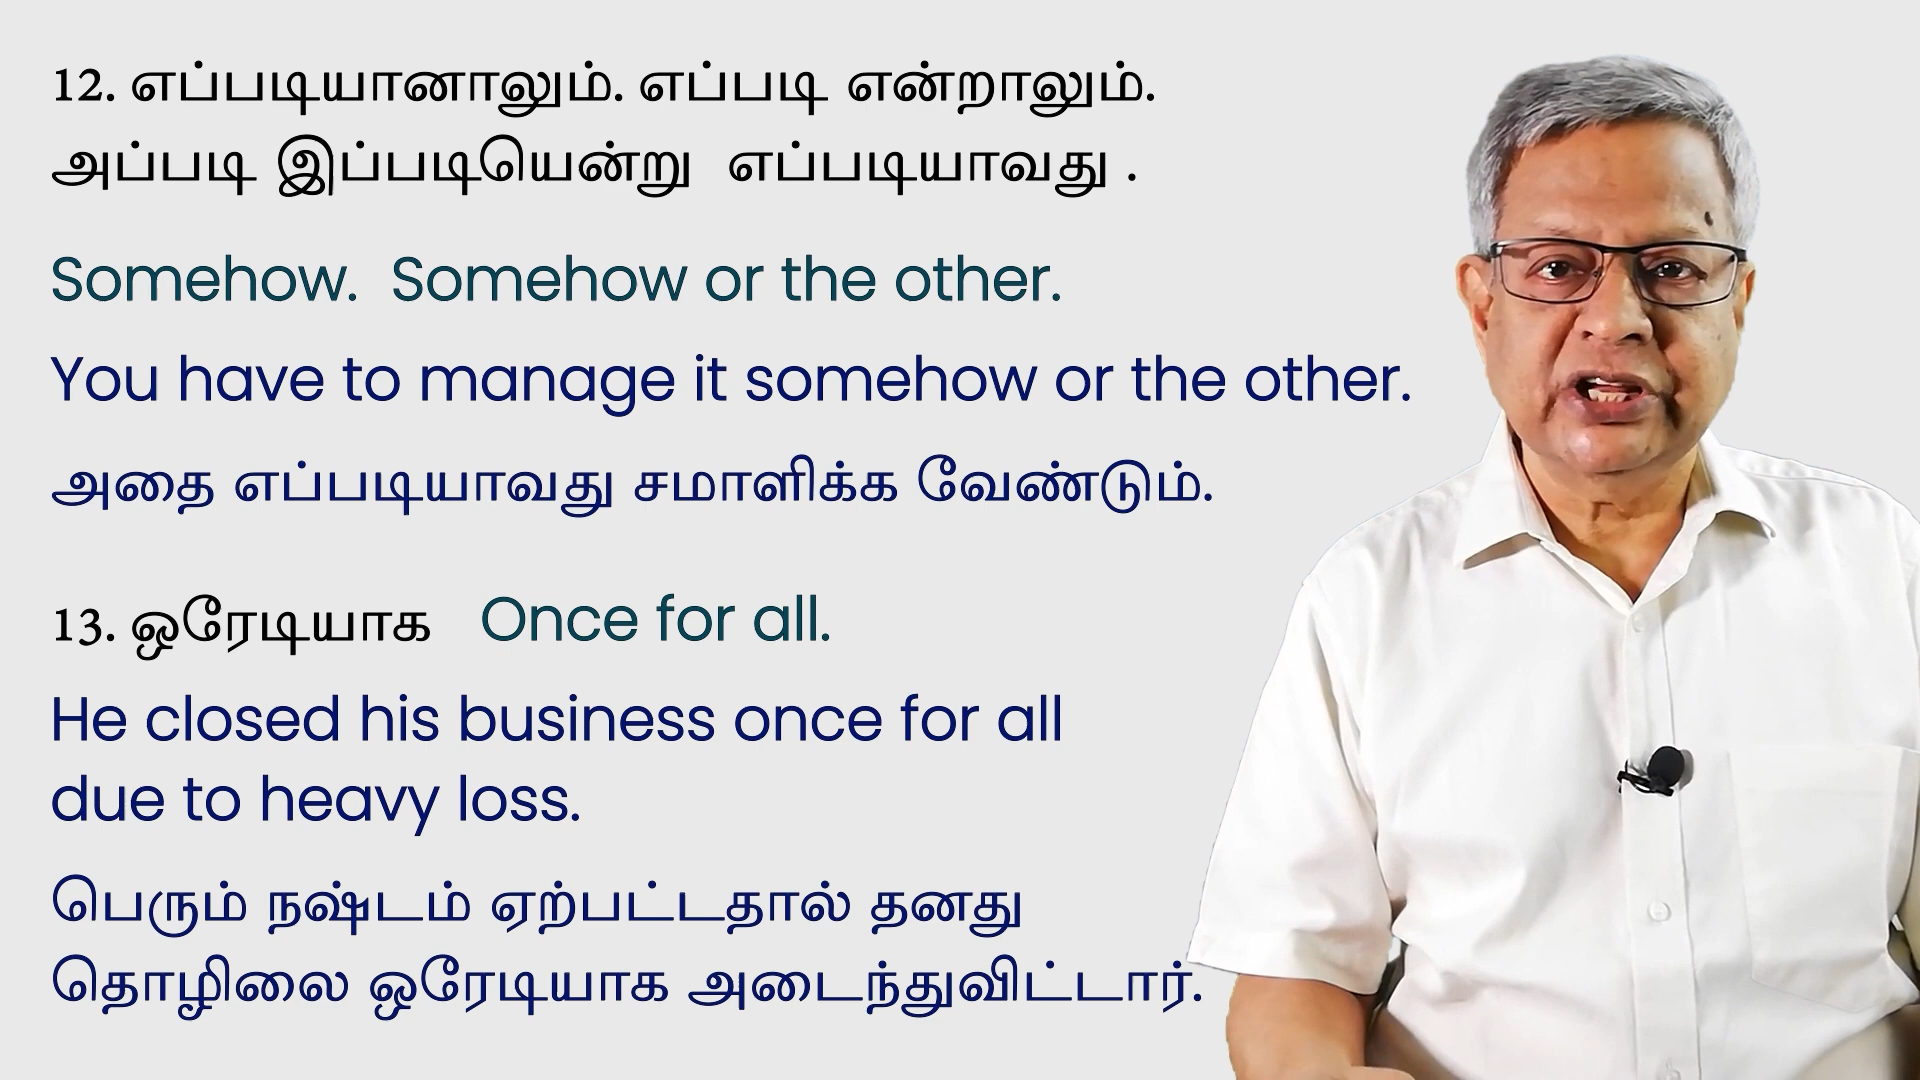 12. எப்படியானாலும். எப்படி என்றாலும்.
அப்படி இப்படியென்று எப்படியாவது .
Somehow. Somehow or the other.
You have to manage it somehow or the other.
அதை எப்படியாவது சமாளிக்க வேண்டும்.
13. ஒரேடியாக Once for all.
He closed his business once for all
due to heavy loss.
பெரும் நஷ்டம் ஏற்பட்டதால் தனது
தொழிலை ஒரேடியாக அடைந்துவிட்டார்.